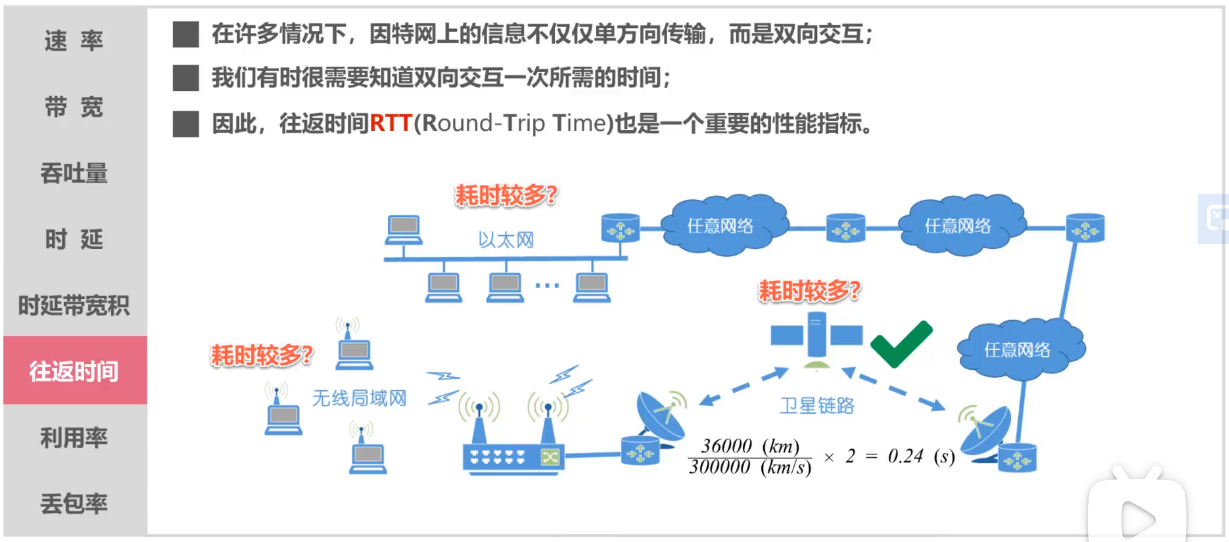 速 率
带 宽
吞吐量
时 延
时延带宽积
往返时间
利用率
丢包率
在许多情况下，因特网上的信息不仅仅单方向传输，而是双向交互；
我们有时很需要知道双向交互一次所需的时间；
因此，往返时间RTT(Round-Trip Time)也是一个重要的性能指标。
耗时较多?
以太网
任意网络
任意网络
...
耗时较多?
任意网络
耗时较多?
无线局域网
卫星链路
36000 (km)
300000 (km/s)
× 2 = 0.24 (s)